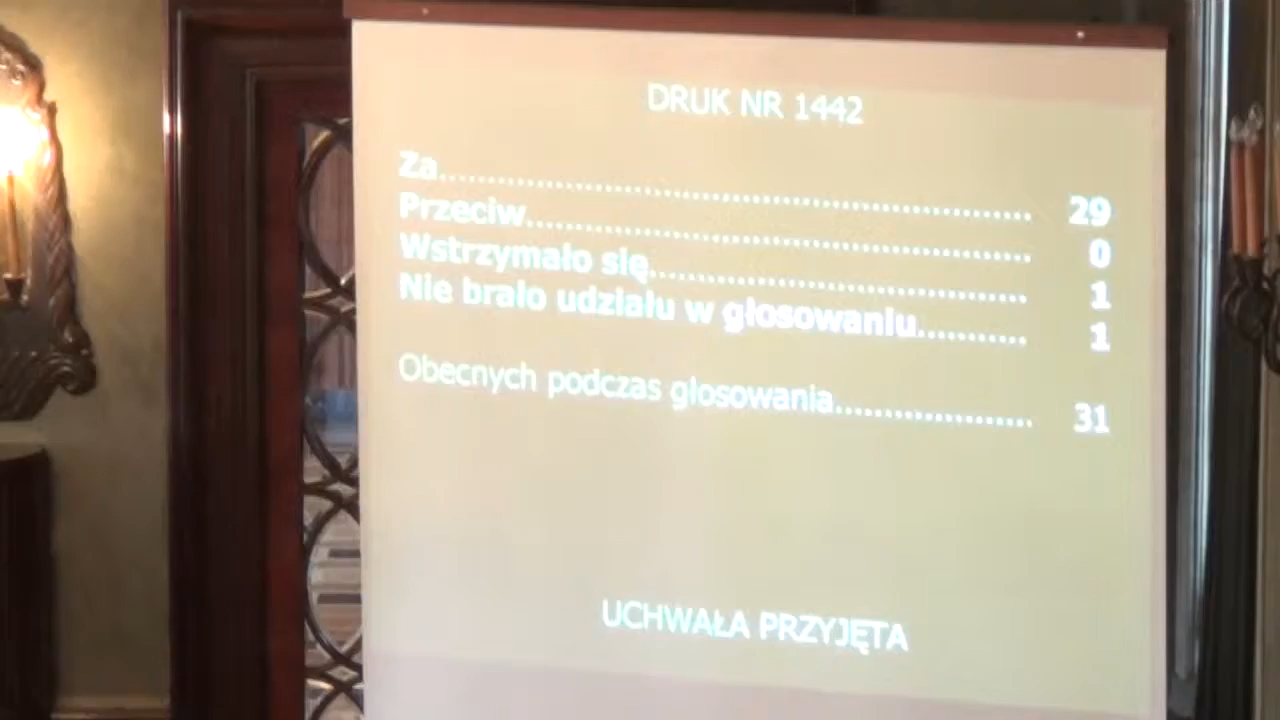 DRUK NR 1442
Za.................................................................. 29
Przeciw......................................................... 0
Wstrzymało się.......................................... 1
Nie brało udziału w głosowaniu............ 1
Obecnych podczas głosowania...................... 31
UCHWAŁA PRZYJĘTA